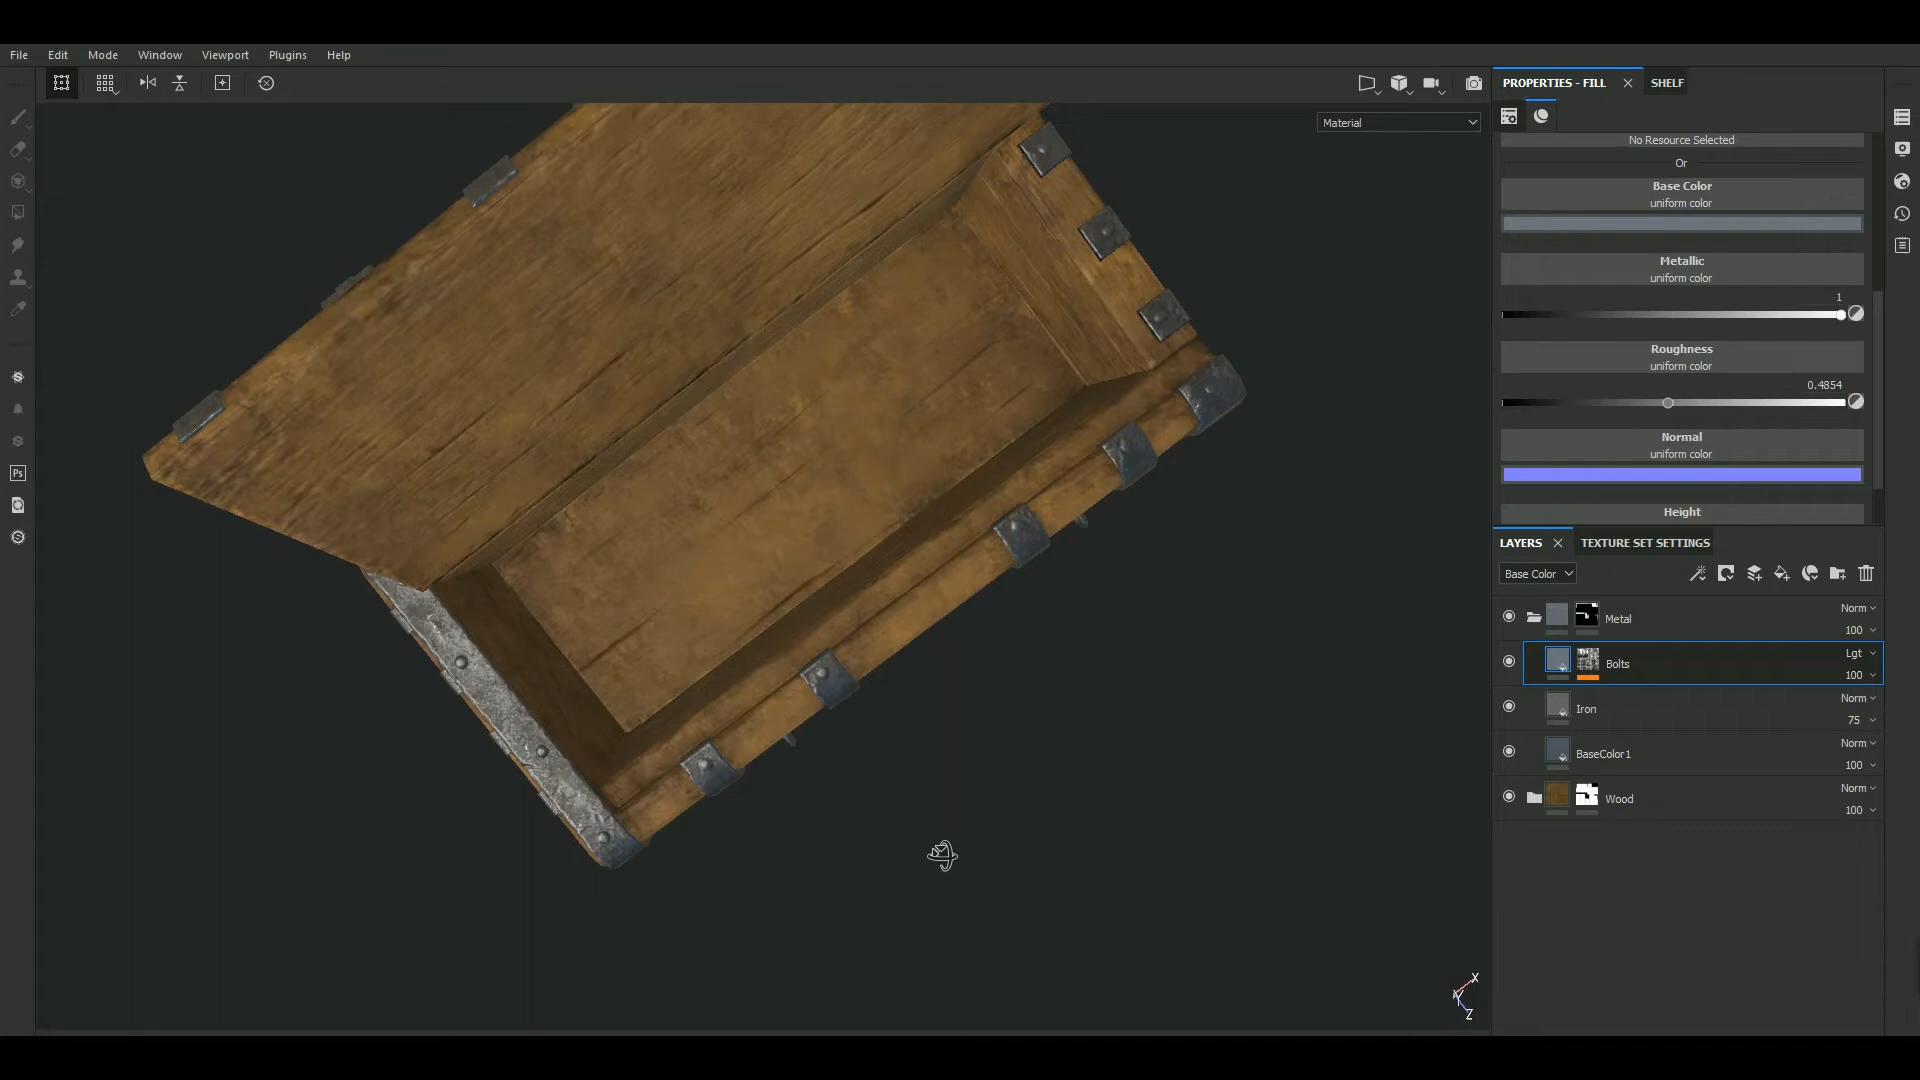 File Edit Mode Window Viewport Plugins Help
PROPERTIES - FILL
SHELF
Material
No Resource Selected
Or
Base Color
uniform color
Metallic
uniform color
1
Roughness
uniform color
0.4854
Normal
uniform color
Height
LAYERS
TEXTURE SET SETTINGS
Base Color
Metal
Norm
100
Bolts
Lgt
100
Iron
Norm
75
BaseColor1
Norm
100
Wood
Norm
100
Ps
X
Y
Z